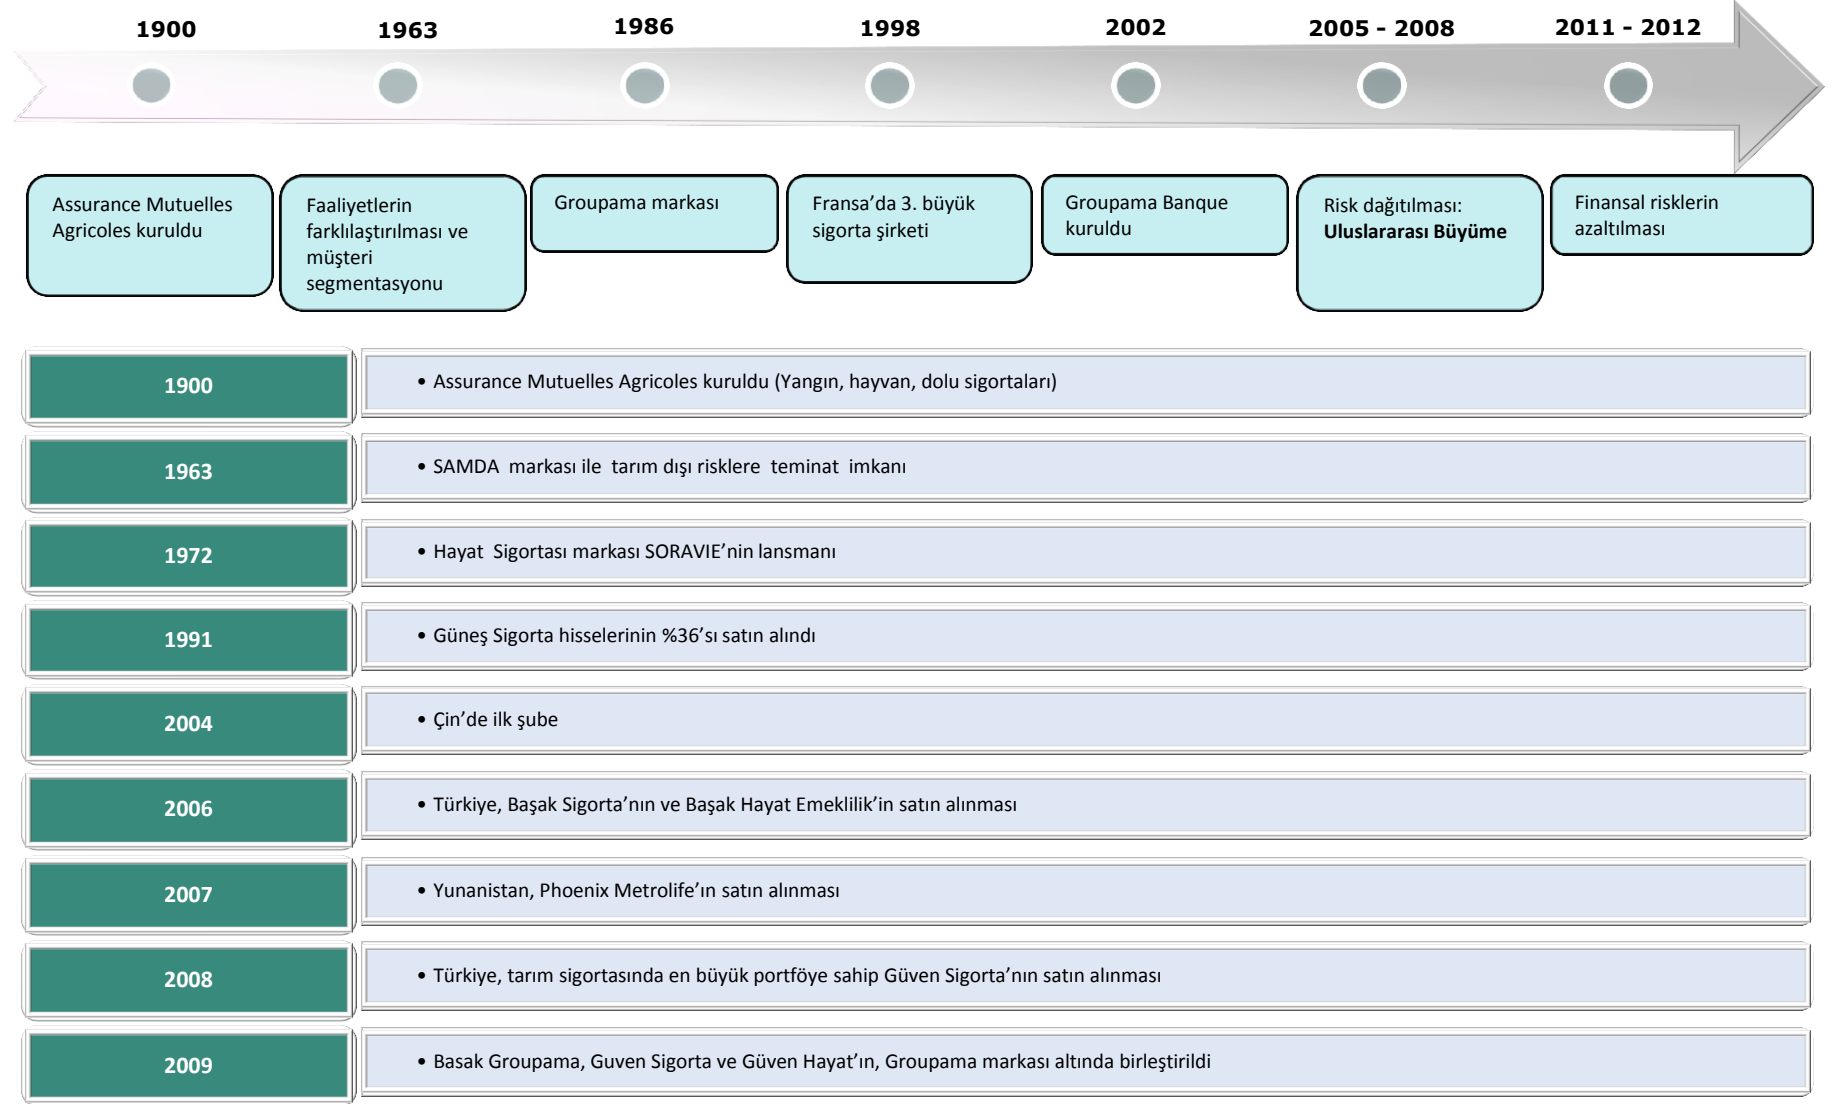 1900
1963
1986
1998
2002
2005 - 2008
2011 - 2012
Assurance Mutuelles
Agricoles kuruldu
Faaliyetlerin
farklılaştırılması ve
müşteri
segmentasyonu
Groupama markası
Fransa’da 3. büyük
sigorta şirketi
Groupama Banque
kuruldu
Risk dağıtılması:
Uluslararası Büyüme
Finansal risklerin
azaltılması
1900
• Assurance Mutuelles Agricoles kuruldu (Yangın, hayvan, dolu sigortaları)
1963
• SAMDA markası ile tarım dışı risklere teminat imkanı
1972
• Hayat Sigortası markası SORAVIE’nin lansmanı
1991
• Güneş Sigorta hisselerinin %36’sı satın alındı
2004
• Çin’de ilk şube
2006
• Türkiye, Başak Sigorta’nın ve Başak Hayat Emeklilik’in satın alınması
2007
• Yunanistan, Phoenix Metrolife’ın satın alınması
2008
• Türkiye, tarım sigortasında en büyük portföye sahip Güven Sigorta’nın satın alınması
2009
• Basak Groupama, Guven Sigorta ve Güven Hayat’ın, Groupama markası altında birleştirildi